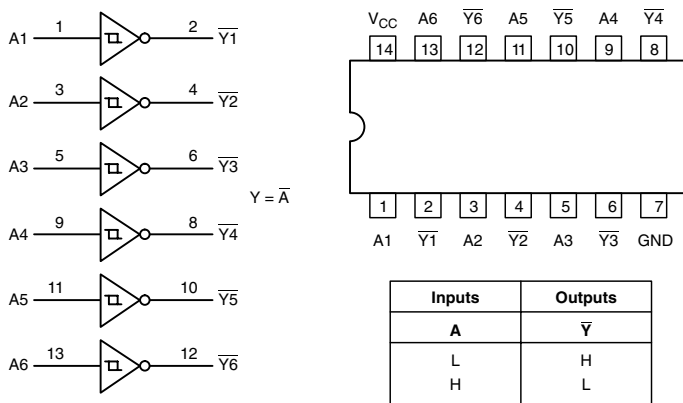 A1 1 2 Y1̅
A2 3 4 Y2̅
A3 5 6 Y3̅
Y = A̅
A4 9 8 Y4̅
A5 11 10 Y5̅
A6 13 12 Y6̅
VCC A6 Y6̅ A5 Y5̅ A4 Y4̅
14 13 12 11 10 9 8
1 2 3 4 5 6 7
A1 Y1̅ A2 Y2̅ A3 Y3̅ GND
Inputs Outputs
A Y̅
L H
H L